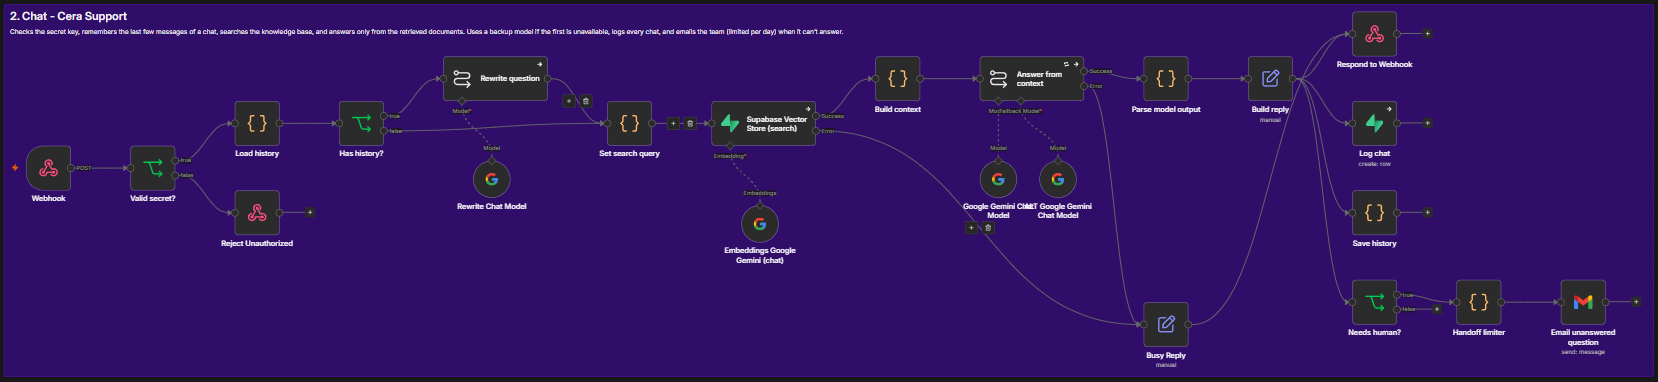 2. Chat - Cera Support
Checks the secret key, remembers the last few messages of a chat, searches the knowledge base, and answers only from the retrieved documents. Uses a backup model if the first is unavailable, logs every chat, and emails the team (limited per day) when it can't answer.
Webhook
POST
Valid secret?
true
false
Load history
Reject Unauthorized
Has history?
true
false
Rewrite question
Model*
Model
Rewrite Chat Model
Set search query
Supabase Vector
Store (search)
Success
Error
Embedding*
Embeddings
Embeddings Google
Gemini (chat)
Build context
Answer from
context
Success
Error
Fallback Model*
Model
Model
Google Gemini Chat
Model
Google Gemini
Chat Model
Parse model output
Build reply
manual
Busy Reply
manual
Respond to Webhook
Log chat
create: row
Save history
Needs human?
true
false
Handoff limiter
Email unanswered
question
send: message